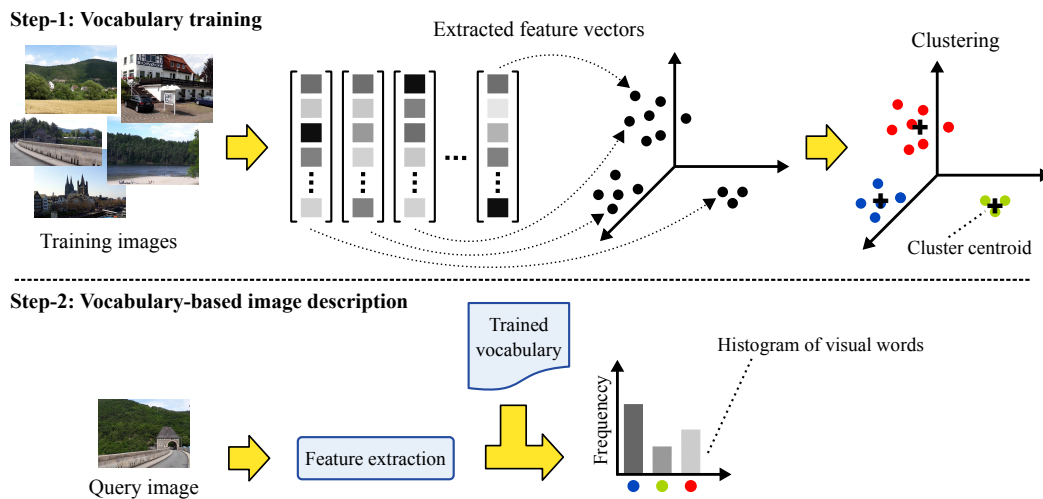 Step-1: Vocabulary training
Extracted feature vectors
Clustering
Training images
Cluster centroid
Step-2: Vocabulary-based image description
Trained
vocabulary
Histogram of visual words
Frequenccy
Feature extraction
Query image